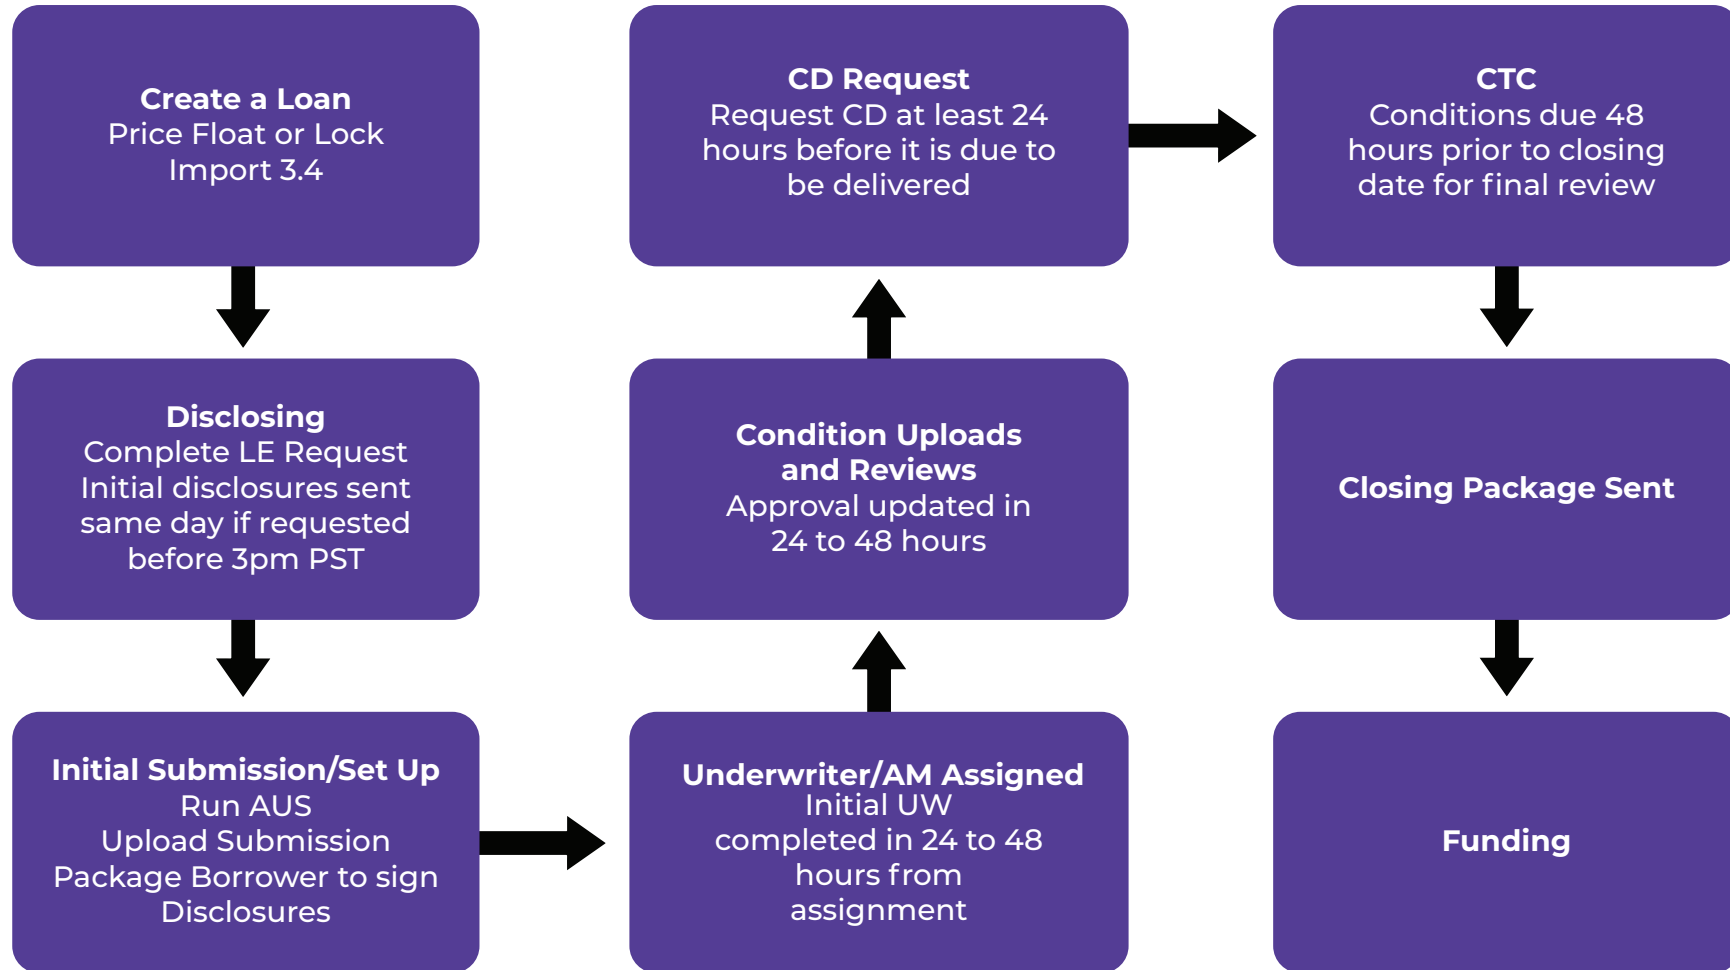 Create a Loan
Price Float or Lock
Import 3.4
Disclosing
Complete LE Request
Initial disclosures sent
same day if requested
before 3pm PST
Initial Submission/Set Up
Run AUS
Upload Submission
Package Borrower to sign
Disclosures
Underwriter/AM Assigned
Initial UW
completed in 24 to 48
hours from
assignment
Condition Uploads
and Reviews
Approval updated in
24 to 48 hours
CD Request
Request CD at least 24
hours before it is due to
be delivered
CTC
Conditions due 48
hours prior to closing
date for final review
Closing Package Sent
Funding